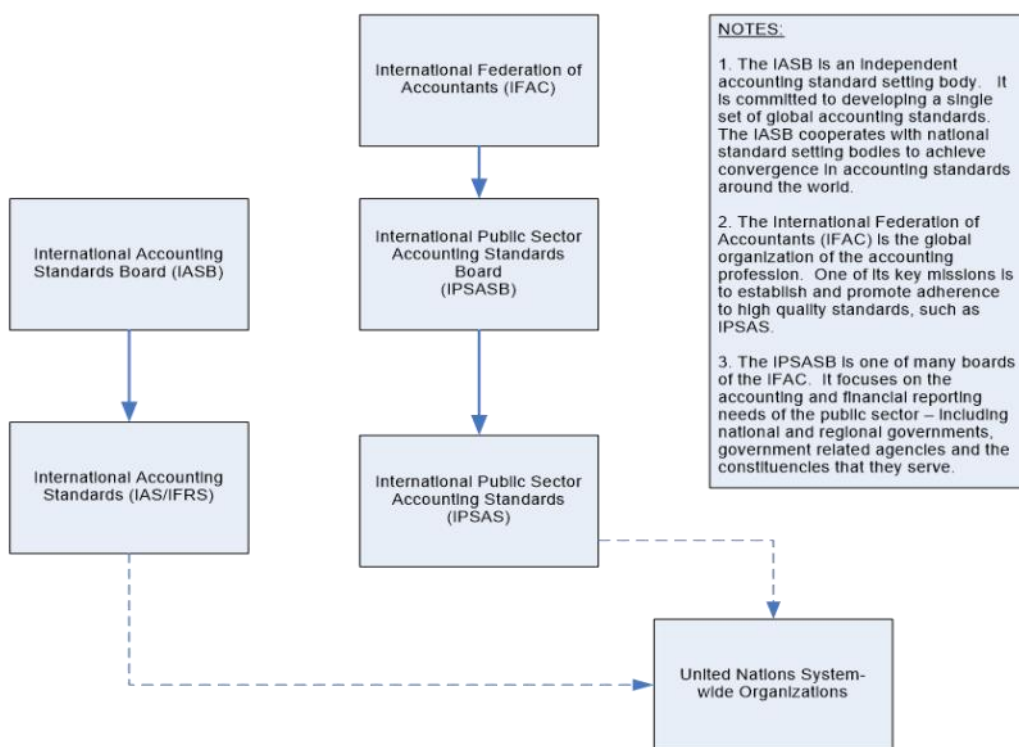 International Federation of
Accountants (IFAC)
International Accounting
Standards Board (IASB)
International Public Sector
Accounting Standards
Board
(IPSASB)
International Accounting
Standards (IAS/IFRS)
International Public Sector
Accounting Standards
(IPSAS)
United Nations System-
wide Organizations
NOTES:
1. The IASB is an independent
accounting standard setting body. It
is committed to developing a single
set of global accounting standards.
The IASB cooperates with national
standard setting bodies to achieve
convergence in accounting standards
around the world.
2. The International Federation of
Accountants (IFAC) is the global
organization of the accounting
profession. One of its key missions is
to establish and promote adherence
to high quality standards, such as
IPSAS.
3. The IPSASB is one of many boards
of the IFAC. It focuses on the
accounting and financial reporting
needs of the public sector – including
national and regional governments,
government related agencies and the
constituencies that they serve.